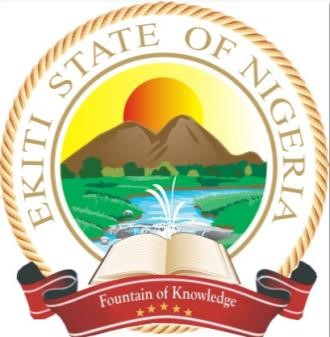 EKITI STATE OF NIGERIA
Fountain of Knowledge